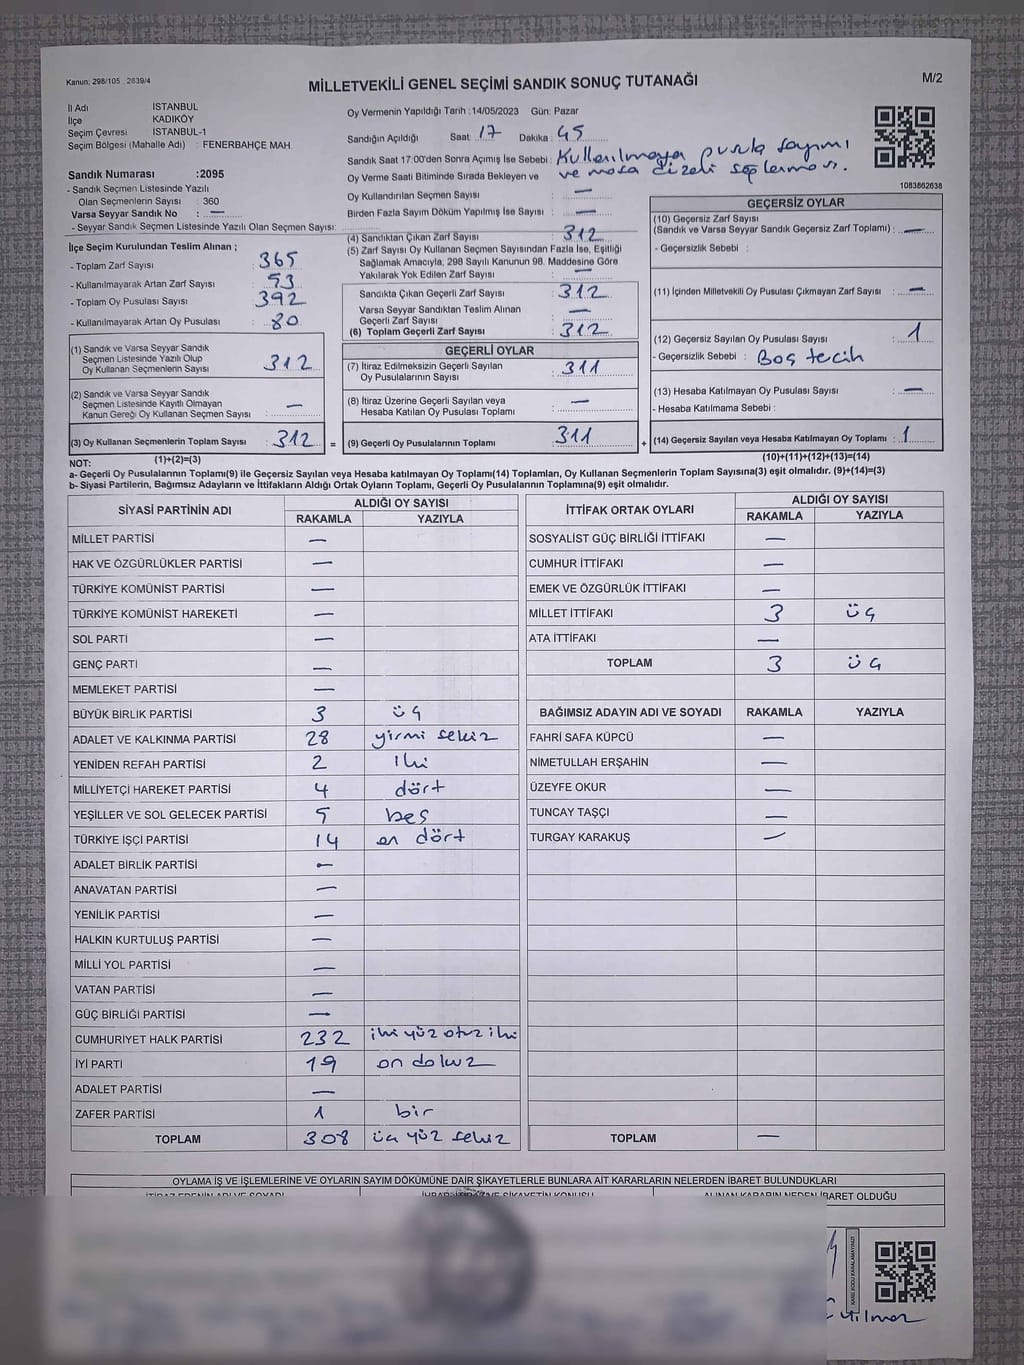 Kanun: 298/105 , 2839/4
MİLLETVEKİLİ GENEL SEÇİMİ SANDIK SONUÇ TUTANAĞI
M/2
İl Adı İSTANBUL
İlçe KADIKÖY
Seçim Çevresi İSTANBUL-1
Seçim Bölgesi (Mahalle Adı) : FENERBAHÇE MAH.
Sandık Numarası :2095
- Sandık Seçmen Listesinde Yazılı
Olan Seçmenlerin Sayısı : 360
Varsa Seyyar Sandık No : —
- Seyyar Sandık Seçmen Listesinde Yazılı Olan Seçmen Sayısı:
Oy Vermenin Yapıldığı Tarih :14/05/2023 Gün: Pazar
Sandığın Açıldığı Saat: 17 Dakika: 45
Sandık Saat 17:00'den Sonra Açımış İse Sebebi : Kullanılmayan pusula sayımı
Oy Verme Saati Bitiminde Sırada Bekleyen ve ve masa düzeni sağlanması.
Oy Kullandırılan Seçmen Sayısı : —
Birden Fazla Sayım Döküm Yapılmış İse Sayısı : —
1083862638
İlçe Seçim Kurulundan Teslim Alınan ;
- Toplam Zarf Sayısı : 365
- Kullanılmayarak Artan Zarf Sayısı : 53
- Toplam Oy Pusulası Sayısı : 392
- Kullanılmayarak Artan Oy Pusulası : 80
(1) Sandık ve Varsa Seyyar Sandık
Seçmen Listesinde Yazılı Olup
Oy Kullanan Seçmenlerin Sayısı : 312
(2) Sandık ve Varsa Seyyar Sandık
Seçmen Listesinde Kayıtlı Olmayan
Kanun Gereği Oy Kullanan Seçmen Sayısı : —
(3) Oy Kullanan Seçmenlerin Toplam Sayısı : 312
(1)+(2)=(3)
(4) Sandıktan Çıkan Zarf Sayısı : 312
(5) Zarf Sayısı Oy Kullanan Seçmen Sayısından Fazla İse, Eşitliği
Sağlamak Amacıyla, 298 Sayılı Kanunun 98. Maddesine Göre
Yakılarak Yok Edilen Zarf Sayısı : —
Sandıkta Çıkan Geçerli Zarf Sayısı : 312
Varsa Seyyar Sandıktan Teslim Alınan
Geçerli Zarf Sayısı : —
(6) Toplam Geçerli Zarf Sayısı : 312
GEÇERLİ OYLAR
(7) İtiraz Edilmeksizin Geçerli Sayılan
Oy Pusulalarının Sayısı : 311
(8) İtiraz Üzerine Geçerli Sayılan veya
Hesaba Katılan Oy Pusulası Toplamı : —
= (9) Geçerli Oy Pusulalarının Toplamı : 311
GEÇERSİZ OYLAR
(10) Geçersiz Zarf Sayısı
(Sandık ve Varsa Seyyar Sandık Geçersiz Zarf Toplamı) : —
- Geçersizlik Sebebi :
(11) İçinden Milletvekili Oy Pusulası Çıkmayan Zarf Sayısı : —
(12) Geçersiz Sayılan Oy Pusulası Sayısı : 1
- Geçersizlik Sebebi : Boş tercih
(13) Hesaba Katılmayan Oy Pusulası Sayısı : —
- Hesaba Katılmama Sebebi :
+ (14) Geçersiz Sayılan veya Hesaba Katılmayan Oy Toplamı : 1
(10)+(11)+(12)+(13)=(14)
NOT:
a- Geçerli Oy Pusulalarının Toplamı(9) ile Geçersiz Sayılan veya Hesaba katılmayan Oy Toplamı(14) Toplamları, Oy Kullanan Seçmenlerin Toplam Sayısına(3) eşit olmalıdır. (9)+(14)=(3)
b- Siyasi Partilerin, Bağımsız Adayların ve İttifakların Aldığı Ortak Oyların Toplamı, Geçerli Oy Pusulalarının Toplamına(9) eşit olmalıdır.
SİYASİ PARTİNİN ADI ALDIĞI OY SAYISI
RAKAMLA YAZIYLA
MİLLET PARTİSİ —
HAK VE ÖZGÜRLÜKLER PARTİSİ —
TÜRKİYE KOMÜNİST PARTİSİ —
TÜRKİYE KOMÜNİST HAREKETİ —
SOL PARTİ —
GENÇ PARTİ —
MEMLEKET PARTİSİ —
BÜYÜK BİRLİK PARTİSİ 3 üç
ADALET VE KALKINMA PARTİSİ 28 yirmi sekiz
YENİDEN REFAH PARTİSİ 2 iki
MİLLİYETÇİ HAREKET PARTİSİ 4 dört
YEŞİLLER VE SOL GELECEK PARTİSİ 5 beş
TÜRKİYE İŞÇİ PARTİSİ 14 on dört
ADALET BİRLİK PARTİSİ —
ANAVATAN PARTİSİ —
YENİLİK PARTİSİ —
HALKIN KURTULUŞ PARTİSİ —
MİLLİ YOL PARTİSİ —
VATAN PARTİSİ —
GÜÇ BİRLİĞİ PARTİSİ —
CUMHURİYET HALK PARTİSİ 232 iki yüz otuz iki
İYİ PARTİ 19 on dokuz
ADALET PARTİSİ —
ZAFER PARTİSİ 1 bir
TOPLAM 308 üç yüz sekiz
İTTİFAK ORTAK OYLARI ALDIĞI OY SAYISI
RAKAMLA YAZIYLA
SOSYALİST GÜÇ BİRLİĞİ İTTİFAKI —
CUMHUR İTTİFAKI —
EMEK VE ÖZGÜRLÜK İTTİFAKI —
MİLLET İTTİFAKI 3 üç
ATA İTTİFAKI —
TOPLAM 3 üç
BAĞIMSIZ ADAYIN ADI VE SOYADI RAKAMLA YAZIYLA
FAHRİ SAFA KÜPCÜ —
NİMETULLAH ERŞAHİN —
ÜZEYFE OKUR —
TUNCAY TAŞÇI —
TURGAY KARAKUŞ —
TOPLAM —
OYLAMA İŞ VE İŞLEMLERİNE VE OYLARIN SAYIM DÖKÜMÜNE DAİR ŞİKAYETLERLE BUNLARA AİT KARARLARIN NELERDEN İBARET BULUNDUKLARI
İTİRAZ EDENİN ADI VE SOYADI
ALINAN KARARIN NEDEN İBARET OLDUĞU
KARE KODU KARALAMAYINIZ!
Yılmaz